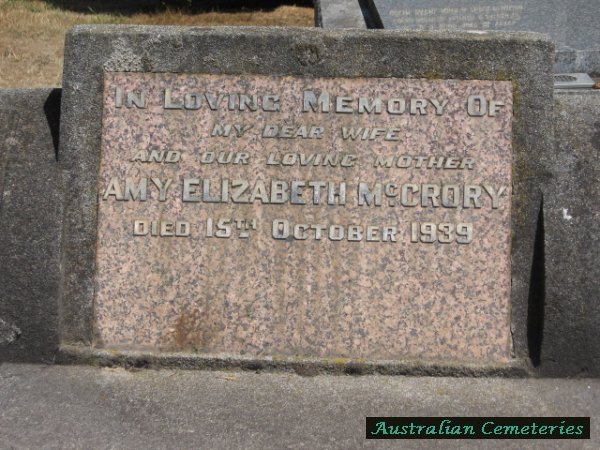 In Loving Memory Of
MY DEAR WIFE
AND OUR LOVING MOTHER
AMY ELIZABETH McCRORY
DIED 15TH October 1939
Australian Cemeteries